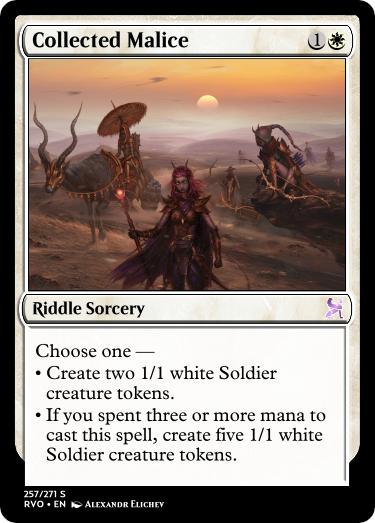 Collected Malice 1
Riddle Sorcery
Choose one —
• Create two 1/1 white Soldier
creature tokens.
• If you spent three or more mana to
cast this spell, create five 1/1 white
Soldier creature tokens.
257/271 S
RVO • EN Alexandr Elichev